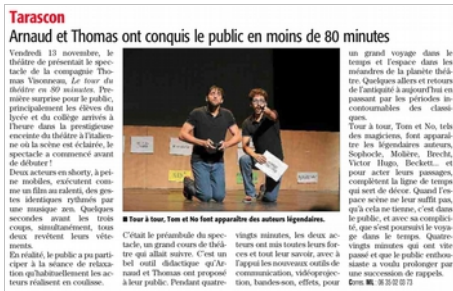 Tarascon
Arnaud et Thomas ont conquis le public en moins de 80 minutes
Vendredi 13 novembre, le
théâtre de présentait le spec-
tacle de la compagnie Tho-
mas Visonneau, Le tour du
théâtre en 80 minutes. Pre-
mière surprise pour le public,
principalement les élèves du
lycée et du collège arrivés à
l'heure dans la prestigieuse
enceinte du théâtre à l'italien-
ne où la scène est éclairée, le
spectacle a commencé avant
de débuter !
Deux acteurs en shorty, à pei-
ne mobiles, exécutent com-
me un film au ralenti, des ges-
tes identiques rythmés par
une musique zen. Quelques
secondes avant les trois
coups, simultanément, tous
deux revêtent leurs vête-
ments.
En réalité, le public a pu par-
ticiper à la séance de relaxa-
tion qu'habituellement les ac-
teurs réalisent en coulisse.
■ Tour à tour, Tom et No font apparaître des auteurs légendaires.
C'était le préambule du spec-
tacle, un grand cours de théâ-
tre qui allait suivre. C'est un
bel outil didactique qu'Ar-
naud et Thomas ont proposé
à leur public. Pendant quatre-
vingts minutes, les deux ac-
teurs ont mis toutes leurs forces
et tout leur savoir, avec à
l'appui les nouveaux outils de
communication, vidéoprojec-
tion, bandes-son, effets, pour
un grand voyage dans le
temps et l'espace dans les
méandres de la planète théâ-
tre. Quelques allers et retours
de l'antiquité à aujourd'hui en
passant par les périodes in-
contournables des classi-
ques.
Tour à tour, Tom et No, tels
des magiciens, font apparaî-
tre d'illustres auteurs,
Sophocle, Molière, Brecht,
Victor Hugo, Beckett... et
pour acter leurs passages,
complètent la ligne de temps
qui sert de décor. Quand l'es-
pace scène ne leur suffit pas,
qu'à cela ne tienne, c'est dans
le public, et avec sa complici-
té, que s'est poursuivi le voya-
ge dans le temps. Quatre-
vingts minutes qui ont vite
passé et que le public enthou-
siaste a voulu prolonger par
une succession de rappels.